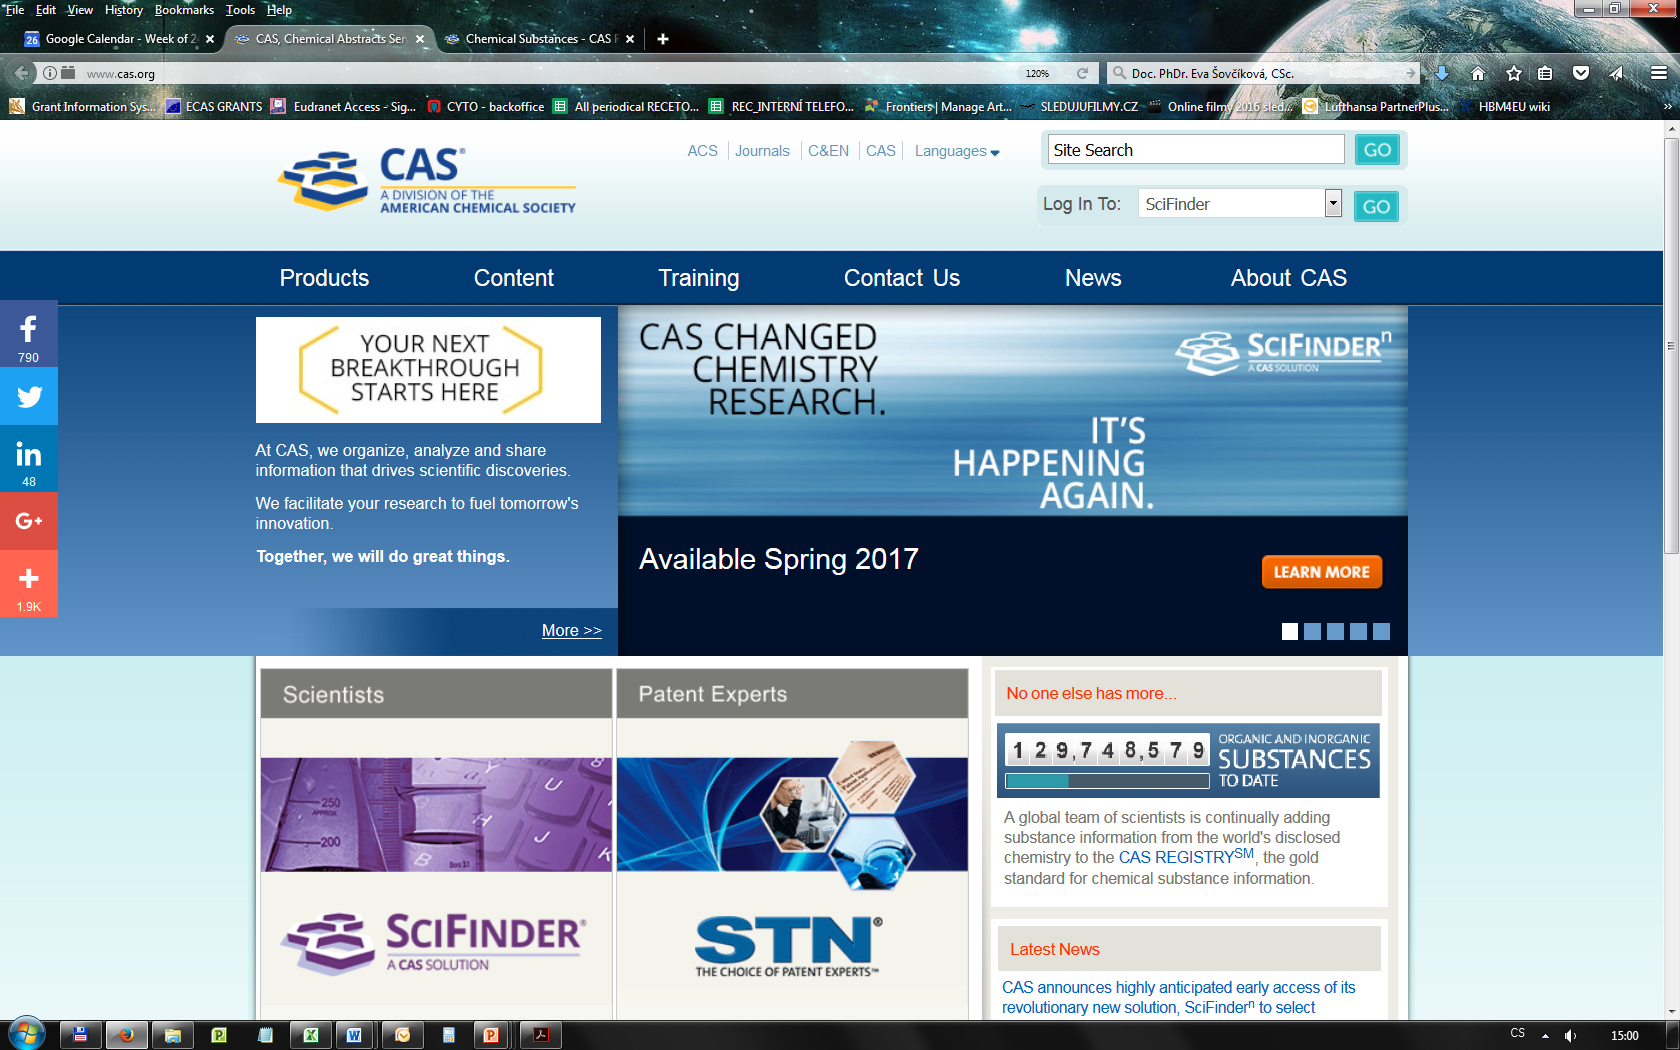 File Edit View History Bookmarks Tools Help
26 Google Calendar - Week of 2
CAS, Chemical Abstracts Ser
Chemical Substances - CAS
www.cas.org
120%
Doc. PhDr. Eva Šovčíková, CSc.
Grant Information Sys...
ECAS GRANTS
Eudranet Access - Sig...
CYTO - backoffice
All periodical RECETO...
REC_INTERNÍ TELEFO...
Frontiers | Manage Art...
SLEDUJUFILMY.CZ
Online filmy 2016 sled...
Lufthansa PartnerPlus...
HBM4EU wiki
CAS®
A DIVISION OF THE
AMERICAN CHEMICAL SOCIETY
ACS Journals C&EN CAS Languages
Site Search GO
Log In To: SciFinder GO
Products Content Training Contact Us News About CAS
790
48
G+
1.9K
YOUR NEXT
BREAKTHROUGH
STARTS HERE
At CAS, we organize, analyze and share
information that drives scientific discoveries.
We facilitate your research to fuel tomorrow's
innovation.
Together, we will do great things.
More >>
CAS CHANGED
CHEMISTRY
RESEARCH.
SCIFINDERⁿ
A CAS SOLUTION
IT'S
HAPPENING
AGAIN.
Available Spring 2017
LEARN MORE
Scientists
250
APPROX
200
SCIFINDER®
A CAS SOLUTION
Patent Experts
STN®
THE CHOICE OF PATENT EXPERTS™
No one else has more...
129,748,579
ORGANIC AND INORGANIC
SUBSTANCES
TO DATE
A global team of scientists is continually adding
substance information from the world's disclosed
chemistry to the CAS REGISTRYSM, the gold
standard for chemical substance information.
Latest News
CAS announces highly anticipated early access of its
revolutionary new solution, SciFinderⁿ to select
CS
15:00